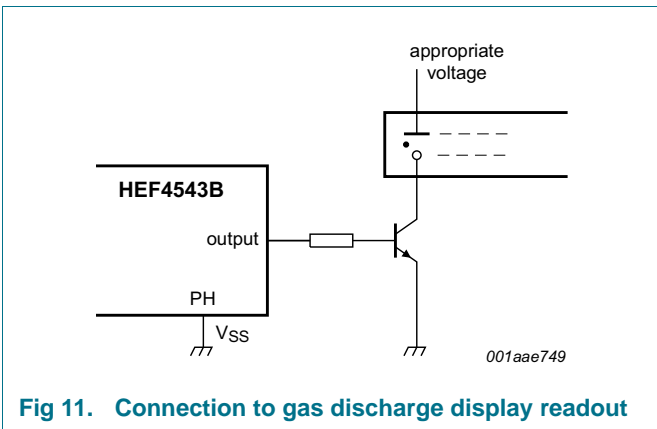 appropriate
voltage
HEF4543B
output
PH
VSS
001aae749
Fig 11. Connection to gas discharge display readout